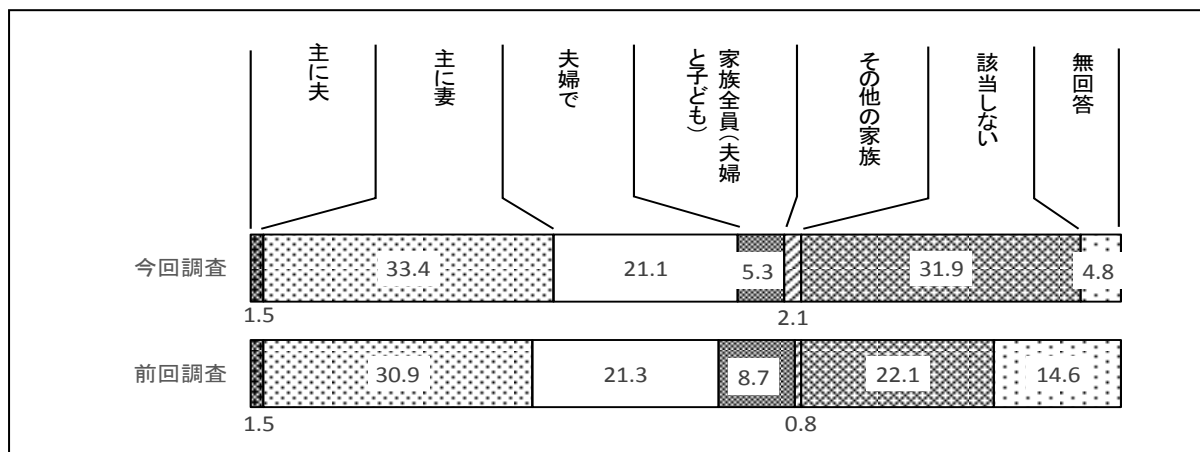 主に夫
主に妻
夫婦で
家族全員（夫婦
と子ども）
その他の家族
該当しない
無回答
今回調査
33.4
21.1
5.3
31.9
4.8
1.5
2.1
前回調査
30.9
21.3
8.7
22.1
14.6
1.5
0.8